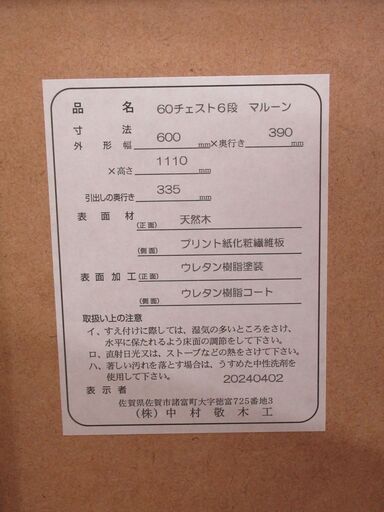 品 名 60チェスト6段 マルーン
寸 法
外形幅 600 mm×奥行き 390 mm
×高さ 1110 mm
引出しの奥行き 335 mm
表面材(正面) 天然木
(側面) プリント紙化粧繊維板
表面加工(正面) ウレタン樹脂塗装
(側面) ウレタン樹脂コート
取扱い上の注意
イ、すえ付けに際しては、湿気の多いところをさけ、
水平に保たれるよう床面の調節をして下さい。
ロ、直射日光又は、ストーブなどの熱をさけて下さい。
ハ、著しい汚れを落とす場合は、うすめた中性洗剤を
使用して下さい。 20240402
表示者
佐賀県佐賀市諸富町大字徳富725番地3
(株)中村敬木工